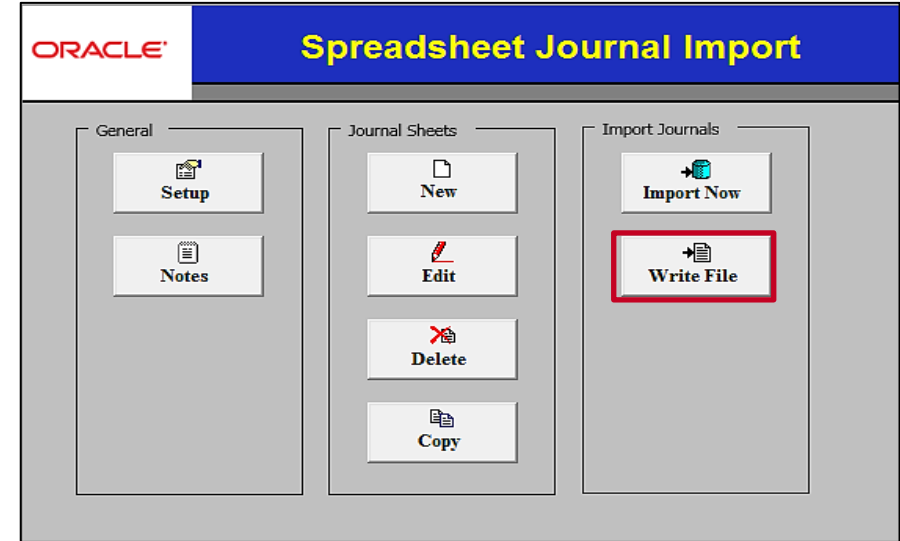 ORACLE
Spreadsheet Journal Import
General
Setup
Notes
Journal Sheets
New
Edit
Delete
Copy
Import Journals
Import Now
Write File